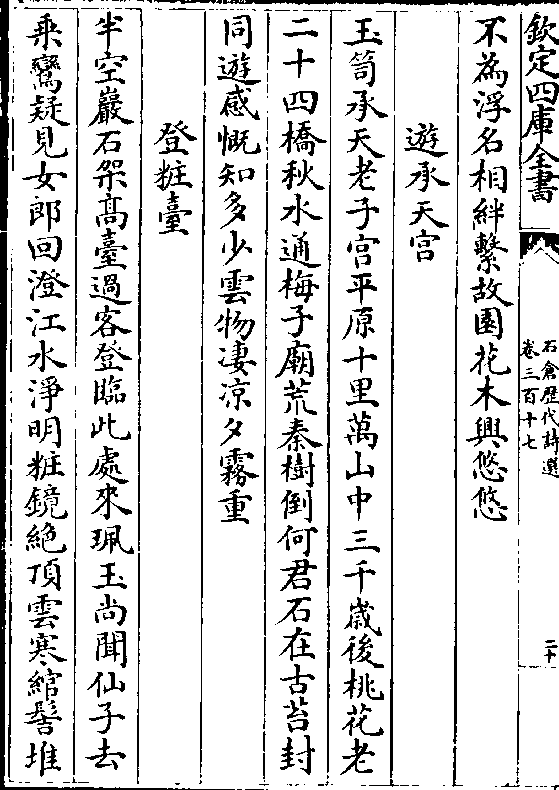 欽定四庫全書
石倉歴代詩選
卷三百十七
二十
不為浮名相絆繫故園花木興悠悠
遊承天宫
玉笥承天老子宫平原十里萬山中三千歲後桃花老
二十四橋秋水通梅子廟荒秦樹倒何君石在古苔封
同遊感慨知多少雲物凄凉夕霧重
登粧臺
半空巖石架髙臺過客登臨此處來珮玉尚聞仙子去
乗鸞疑見女郎回澄江水淨明粧鏡絶頂雲寒綰髻堆